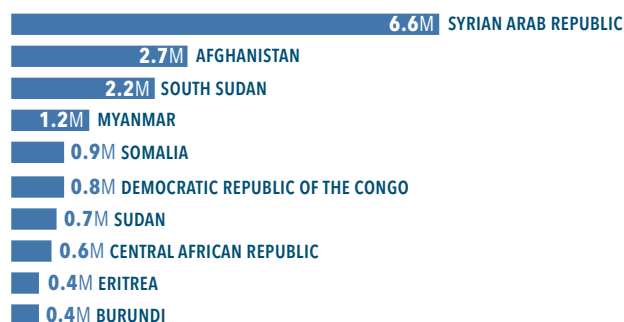 6.6M SYRIAN ARAB REPUBLIC
2.7M AFGHANISTAN
2.2M SOUTH SUDAN
1.2M MYANMAR
0.9M SOMALIA
0.8M DEMOCRATIC REPUBLIC OF THE CONGO
0.7M SUDAN
0.6M CENTRAL AFRICAN REPUBLIC
0.4M ERITREA
0.4M BURUNDI